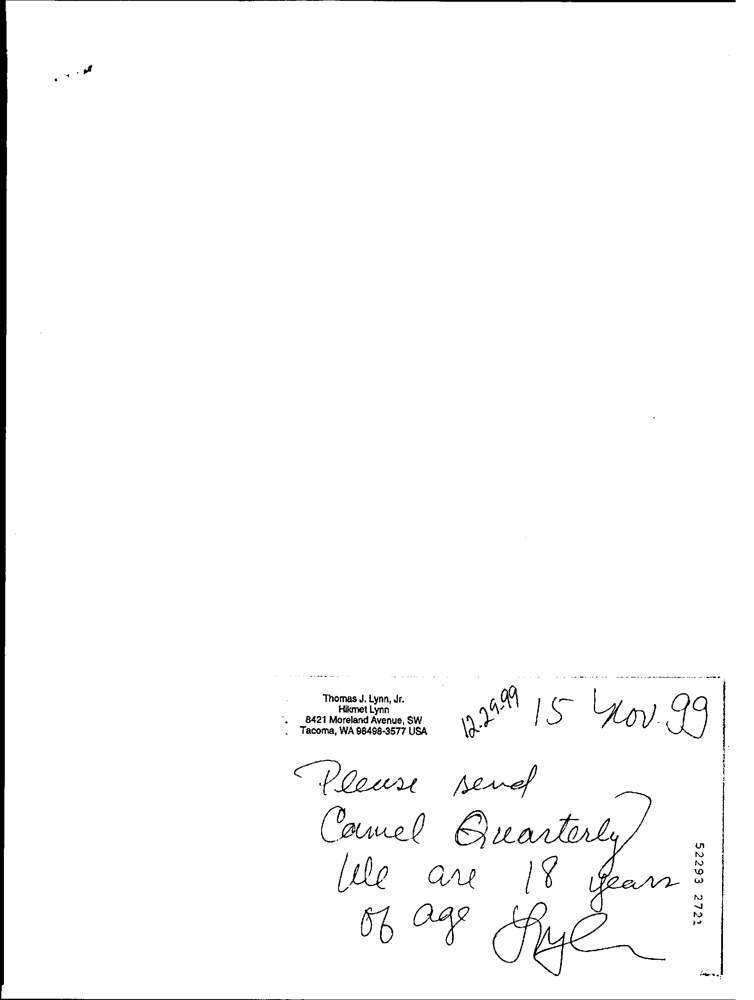 Thomas J. Lynn, Jr.
Hikmet Lynn
8421 Moreland Avenue, SW
Tacoma, WA 98498-3577 USA
12-29-99
15 Nov. 99
Please send
Camel Quarterly
We are 18 years
of age
52293 2721